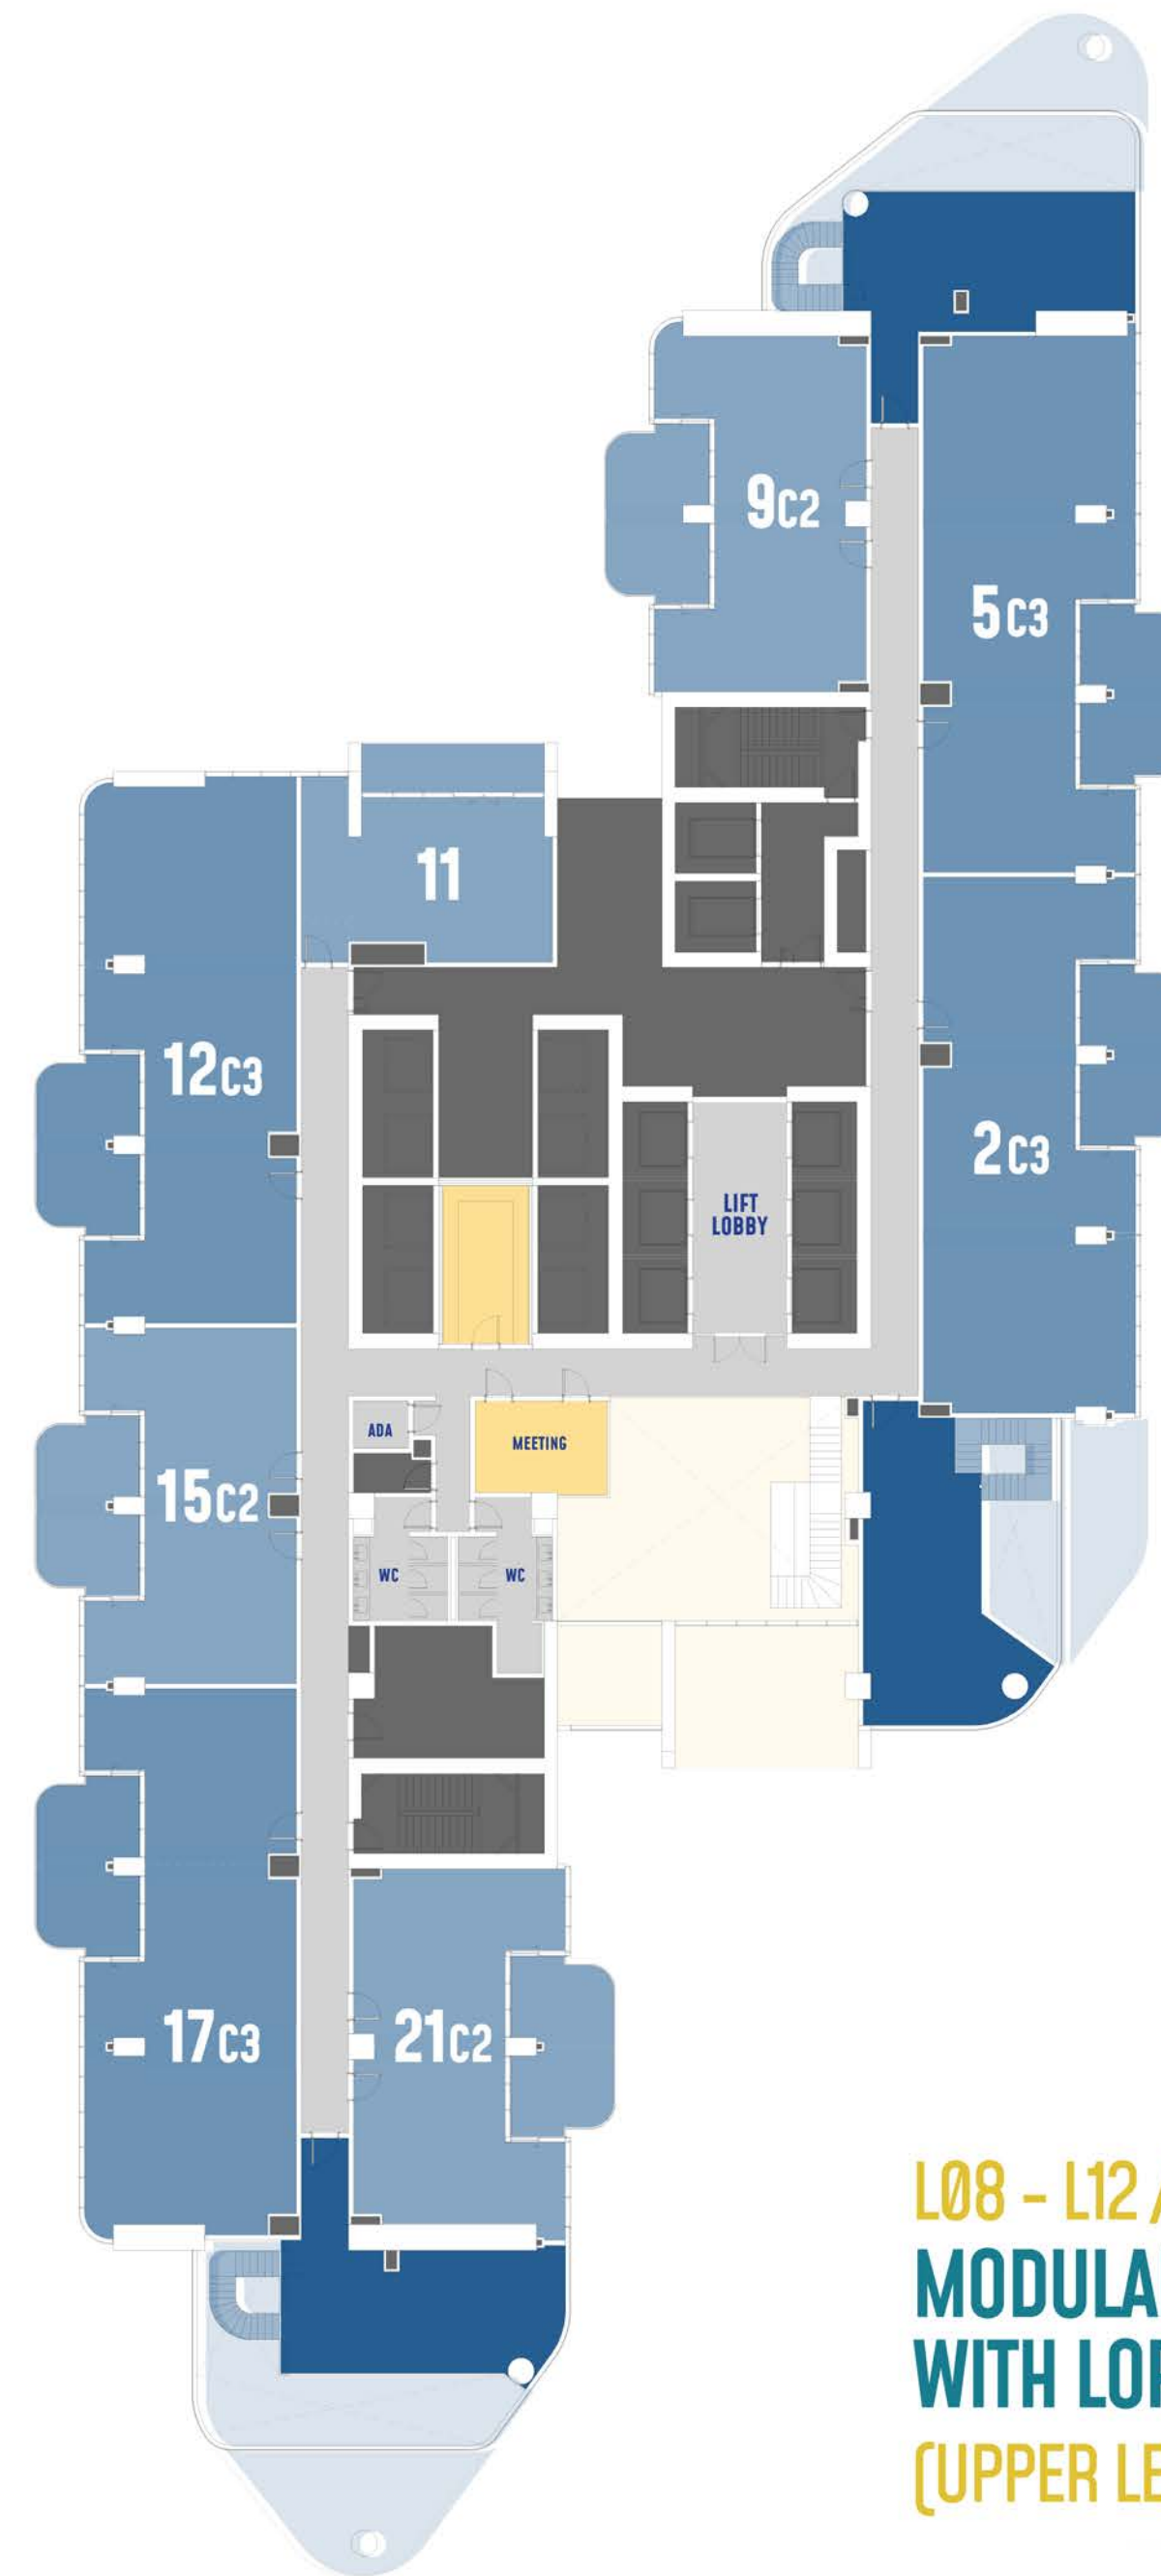 9C2
5C3
11
12C3
2C3
LIFT
LOBBY
ADA
MEETING
15C2
WC
WC
17C3
21C2
LØ8 - L12
MODULA
WITH LO
(UPPER LE